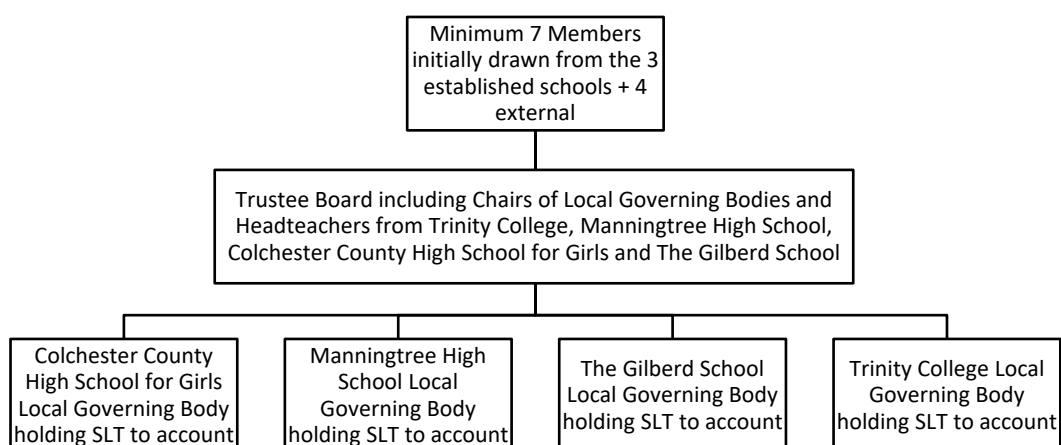 Minimum 7 Members
initially drawn from the 3
established schools + 4
external
Trustee Board including Chairs of Local Governing Bodies and
Headteachers from Trinity College, Manningtree High School,
Colchester County High School for Girls and The Gilberd School
Colchester County
High School for Girls
Local Governing Body
holding SLT to account
Manningtree High
School Local
Governing Body
holding SLT to account
The Gilberd School
Local Governing Body
holding SLT to account
Trinity College Local
Governing Body
holding SLT to account